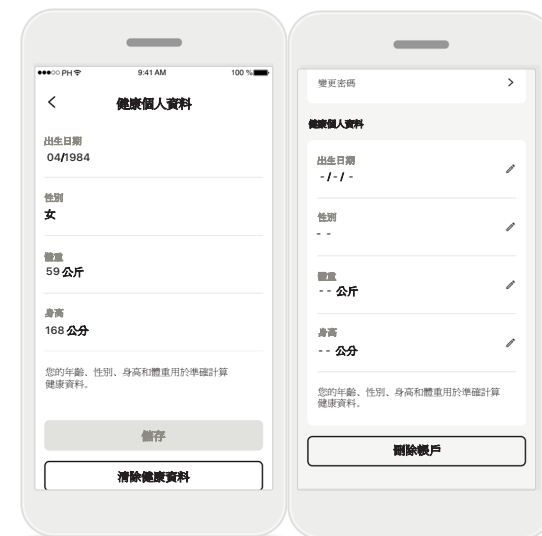 ●●●○○ PH 9:41 AM 100 %
健康個人資料
出生日期
04/1984
性別
女
體重
59 公斤
身高
168 公分
您的年齡、性別、身高和體重用於準確計算
健康資料。
儲存
清除健康資料
變更密碼
健康個人資料
出生日期
- / - / -
性別
- -
體重
- - 公斤
身高
- - 公分
您的年齡、性別、身高和體重用於準確計算
健康資料。
刪除帳戶